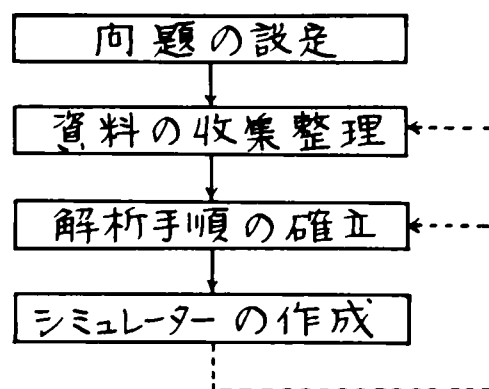 問題の設定
資料の収集整理
解析手順の確立
シミュレーターの作成